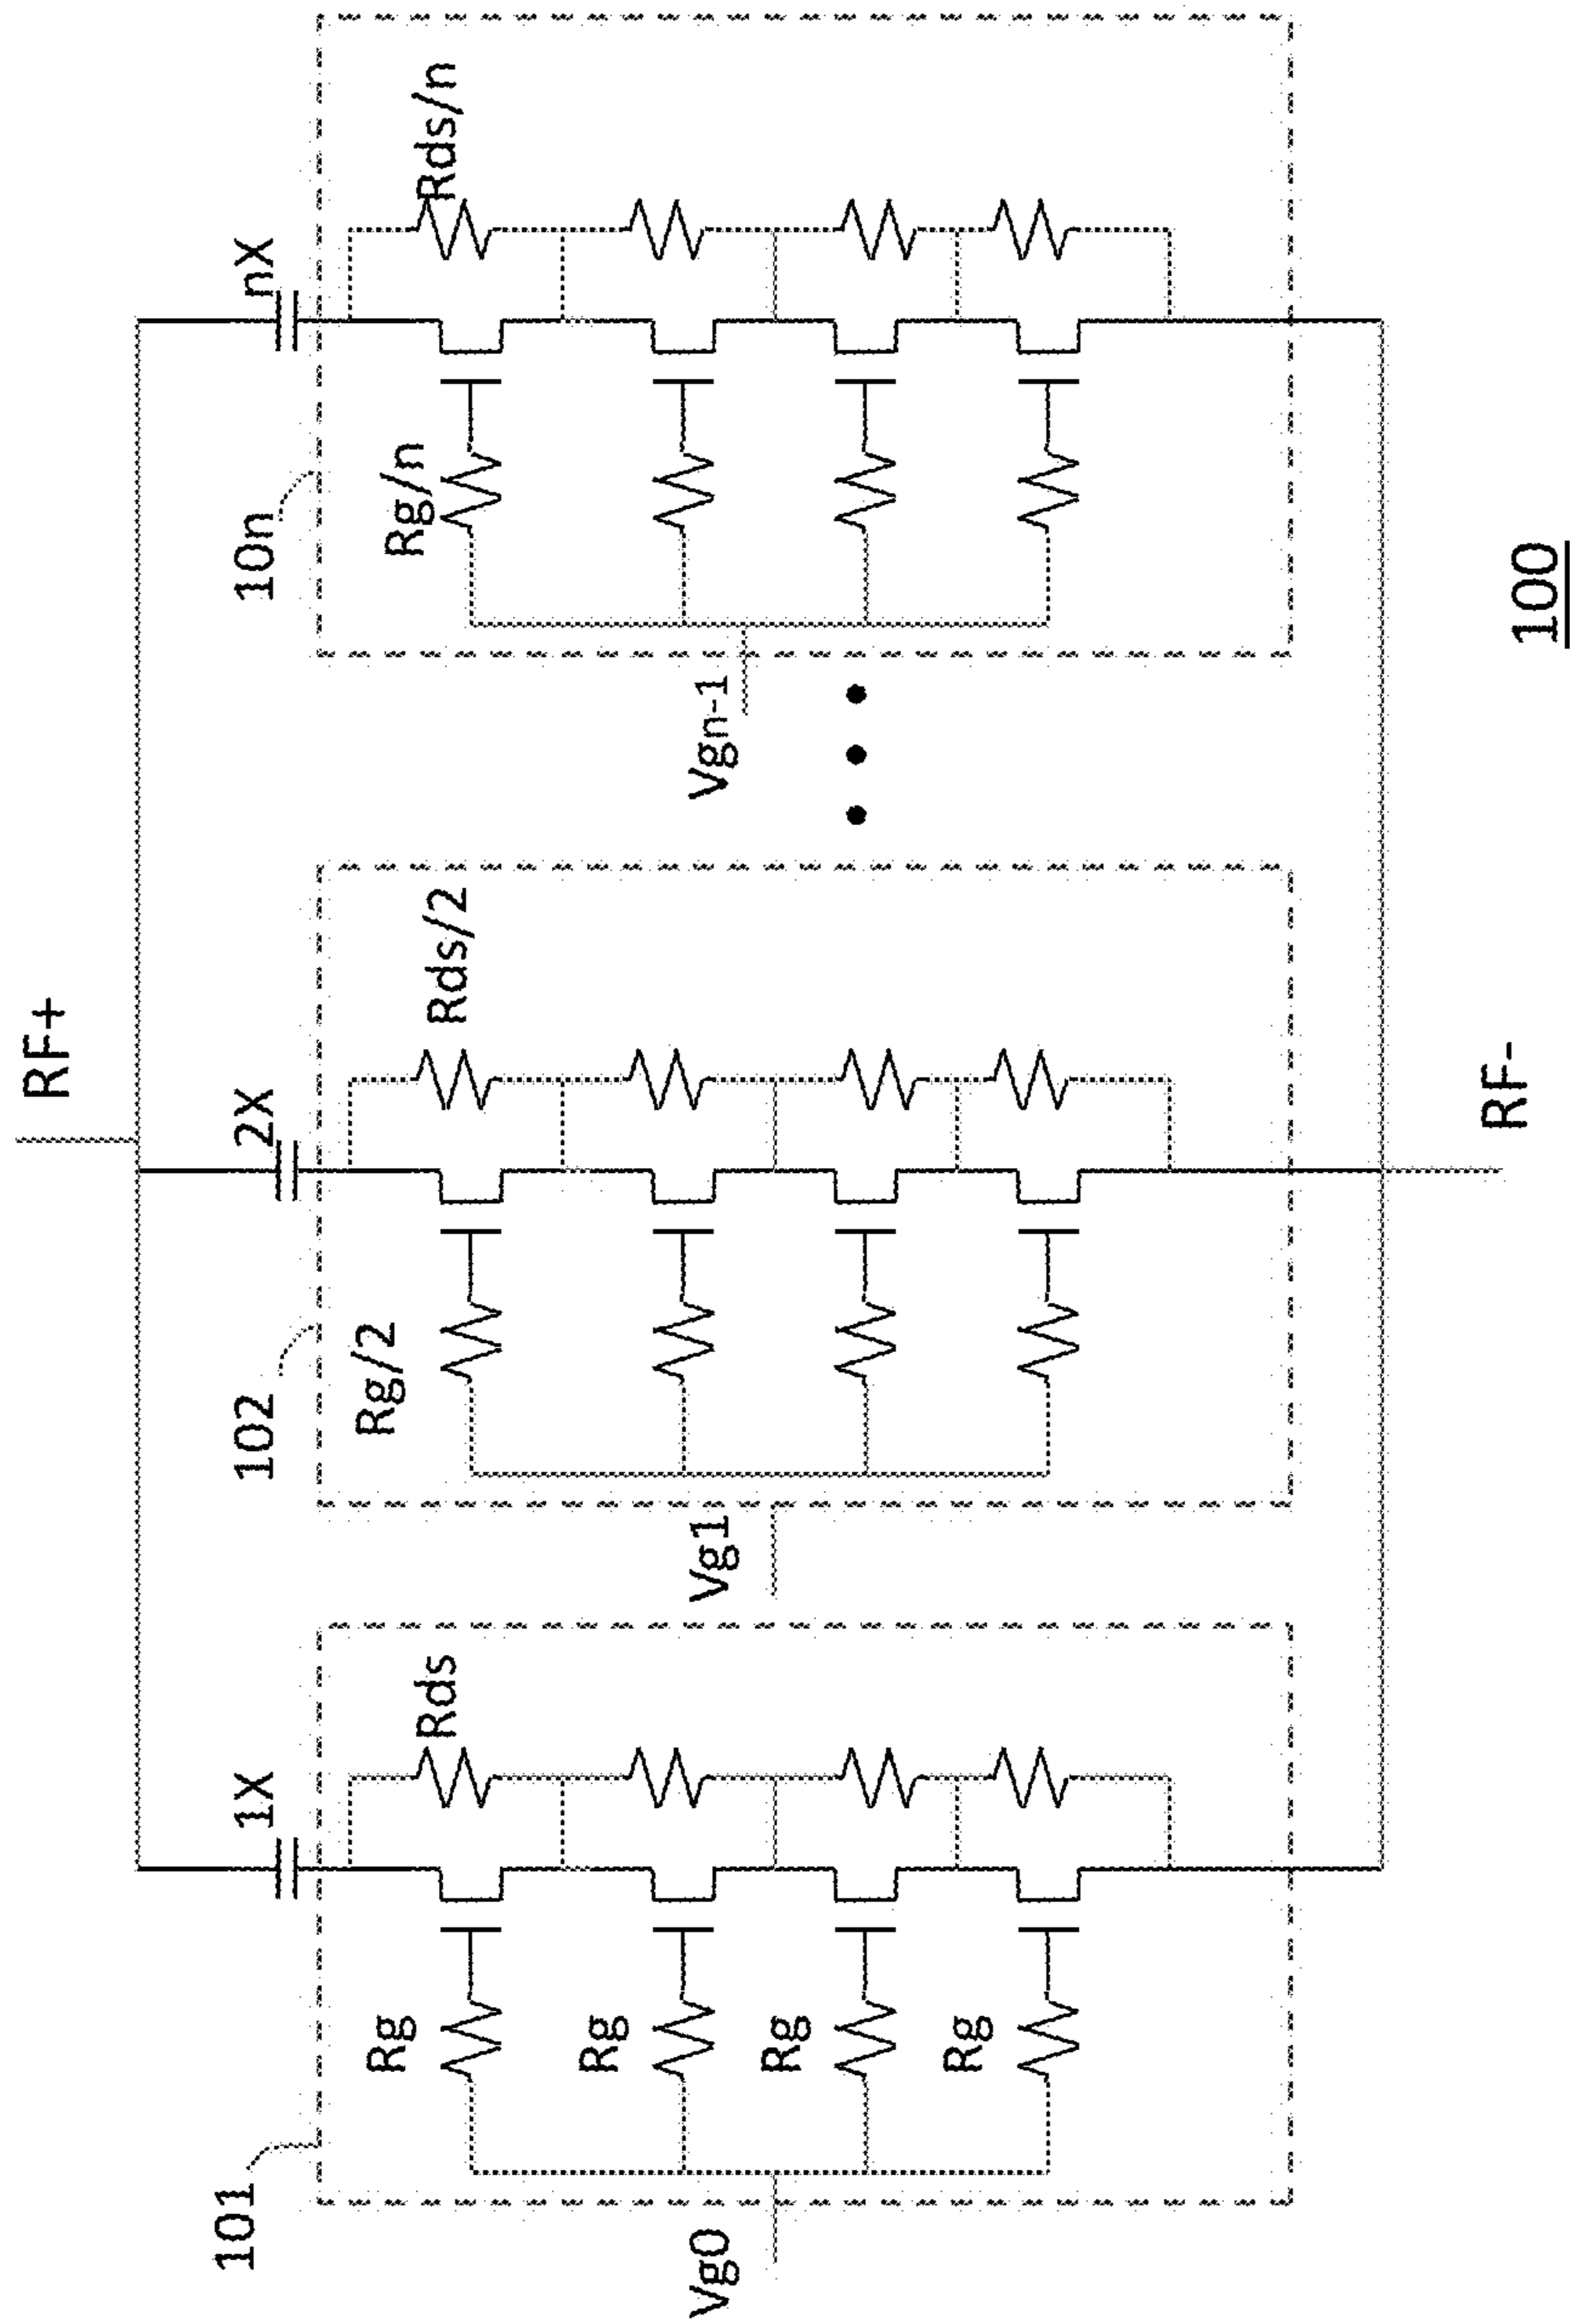 RF+
1X
2X
nX
101
102
10n
Rg
Rds
Rg/2
Rds/2
Rg/n
Rds/n
Rg
Rg
Rg
Vg0
Vg1
Vgn-1
RF-
100